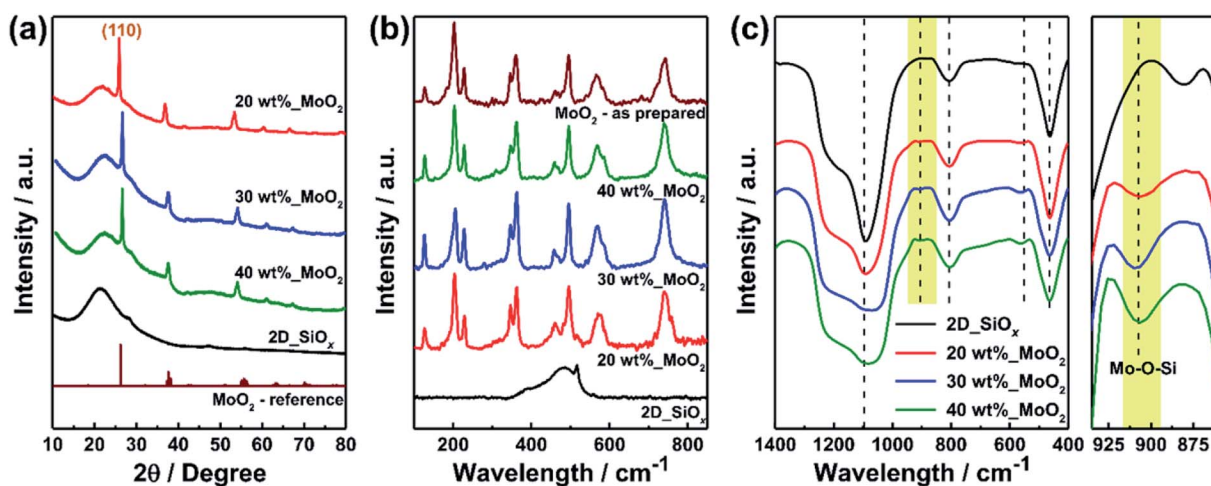 (a)
(110)
20 wt%_MoO₂
30 wt%_MoO₂
40 wt%_MoO₂
2D_SiOₓ
MoO₂ - reference
Intensity / a.u.
10 20 30 40 50 60 70 80
2θ / Degree
(b)
MoO₂ - as prepared
40 wt%_MoO₂
30 wt%_MoO₂
20 wt%_MoO₂
2D_SiOₓ
Intensity / a.u.
200 400 600 800
Wavelength / cm⁻¹
(c)
2D_SiOₓ
20 wt%_MoO₂
30 wt%_MoO₂
40 wt%_MoO₂
Intensity / a.u.
1400 1200 1000 800 600 400
Wavelength / cm⁻¹
Mo-O-Si
925 900 875